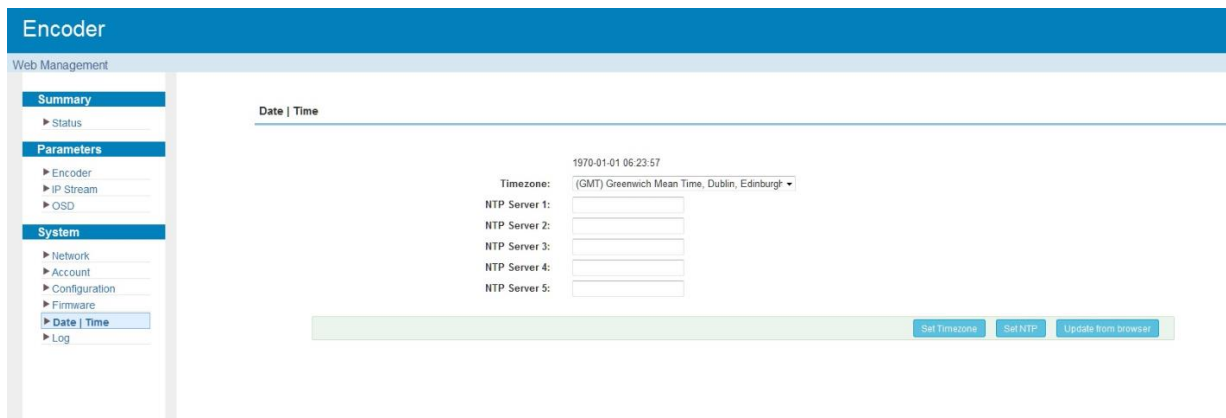 Encoder
Web Management
Summary
Status
Parameters
Encoder
IP Stream
OSD
System
Network
Account
Configuration
Firmware
Date | Time
Log
Date | Time
1970-01-01 06:23:57
Timezone: (GMT) Greenwich Mean Time, Dublin, Edinburgh
NTP Server 1:
NTP Server 2:
NTP Server 3:
NTP Server 4:
NTP Server 5:
Set Timezone Set NTP Update from browser